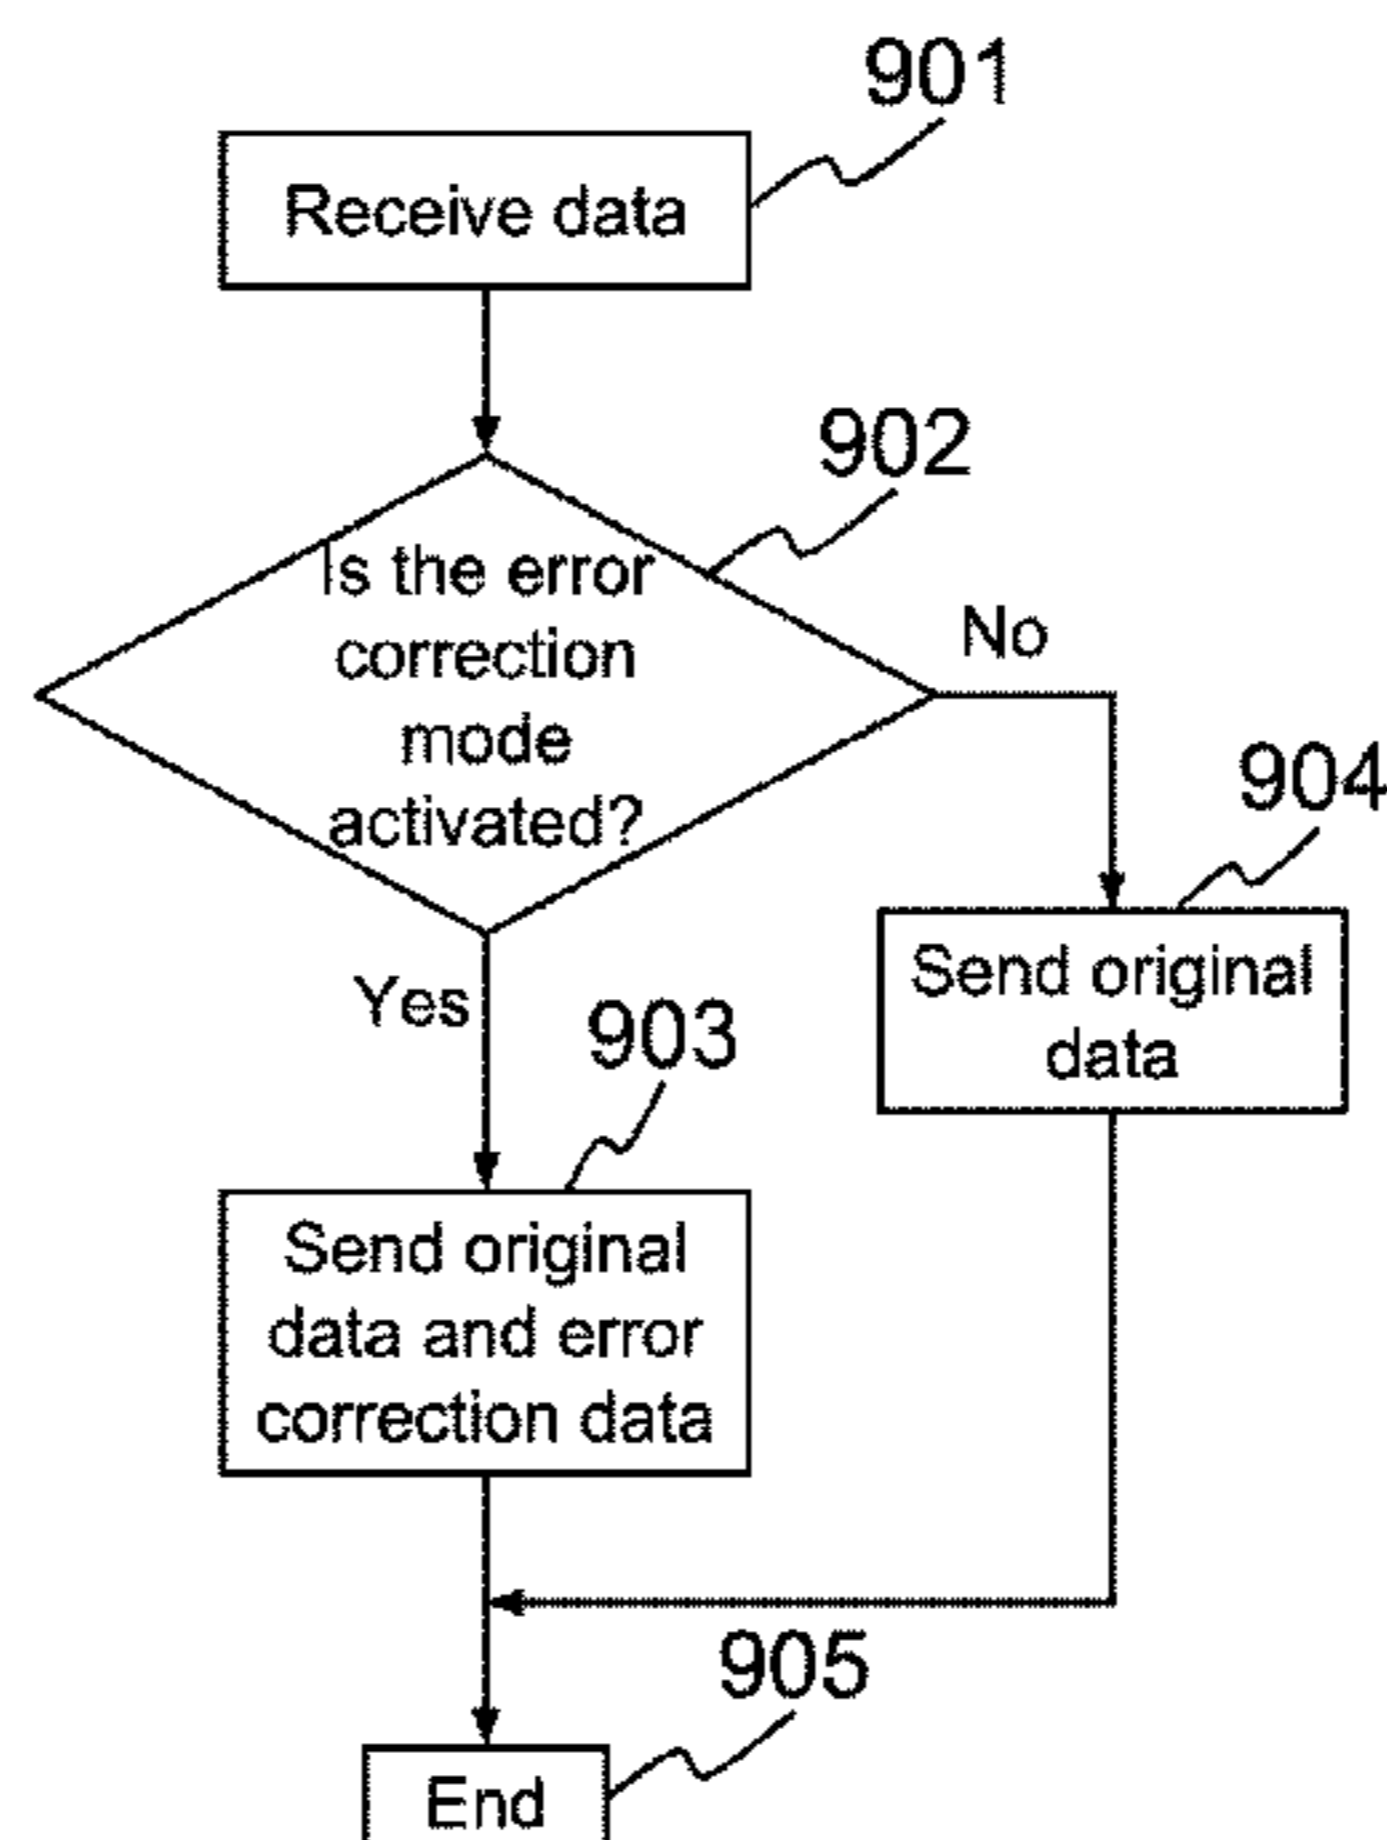 901
Receive data
902
Is the error
correction
mode
activated?
No
904
Send original
data
Yes
903
Send original
data and error
correction data
905
End